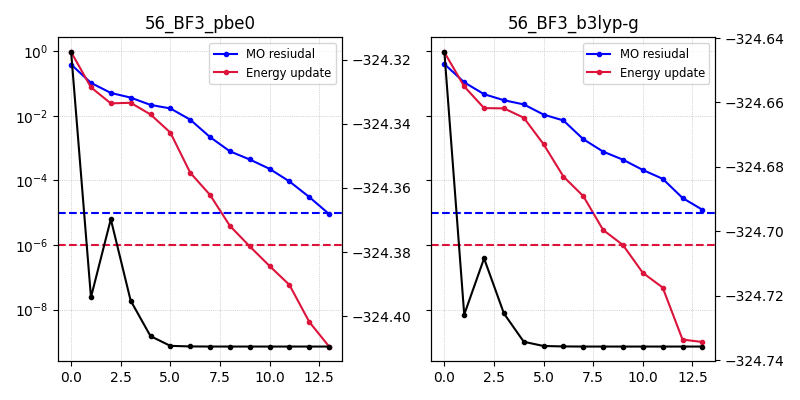 56_BF3_pbe0
10⁰
10⁻²
10⁻⁴
10⁻⁶
10⁻⁸
MO resiudal
Energy update
−324.32
−324.34
−324.36
−324.38
−324.40
0.0 2.5 5.0 7.5 10.0 12.5
56_BF3_b3lyp-g
MO resiudal
Energy update
−324.64
−324.66
−324.68
−324.70
−324.72
−324.74
0.0 2.5 5.0 7.5 10.0 12.5